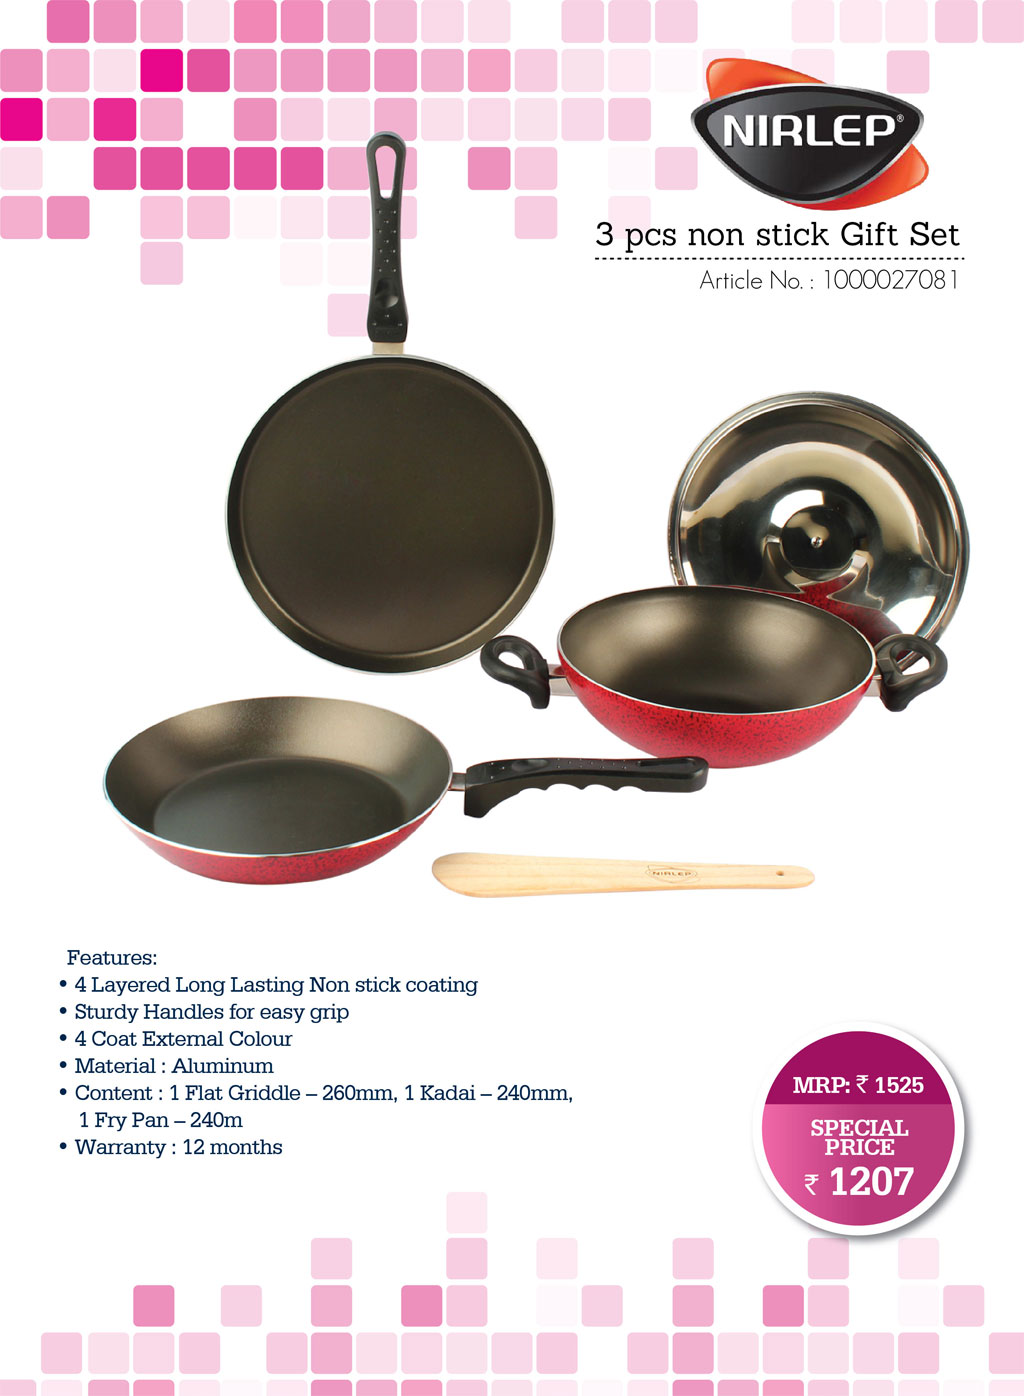 NIRLEP®
3 pcs non stick Gift Set
Article No. : 1000027081
NIRLEP
Features:
• 4 Layered Long Lasting Non stick coating
• Sturdy Handles for easy grip
• 4 Coat External Colour
• Material : Aluminum
• Content : 1 Flat Griddle – 260mm, 1 Kadai – 240mm,
1 Fry Pan – 240m
• Warranty : 12 months
MRP: ₹ 1525
SPECIAL
PRICE
₹ 1207